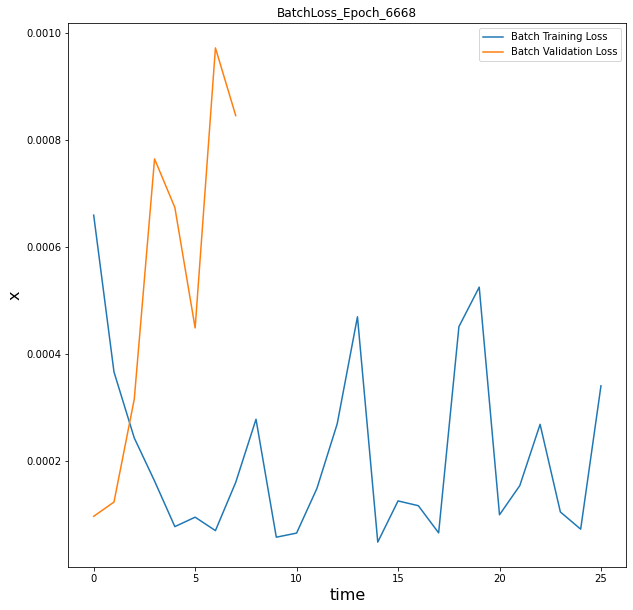 BatchLoss_Epoch_6668
Batch Training Loss
Batch Validation Loss
0.0010
0.0008
0.0006
0.0004
0.0002
x
0
5
10
15
20
25
time